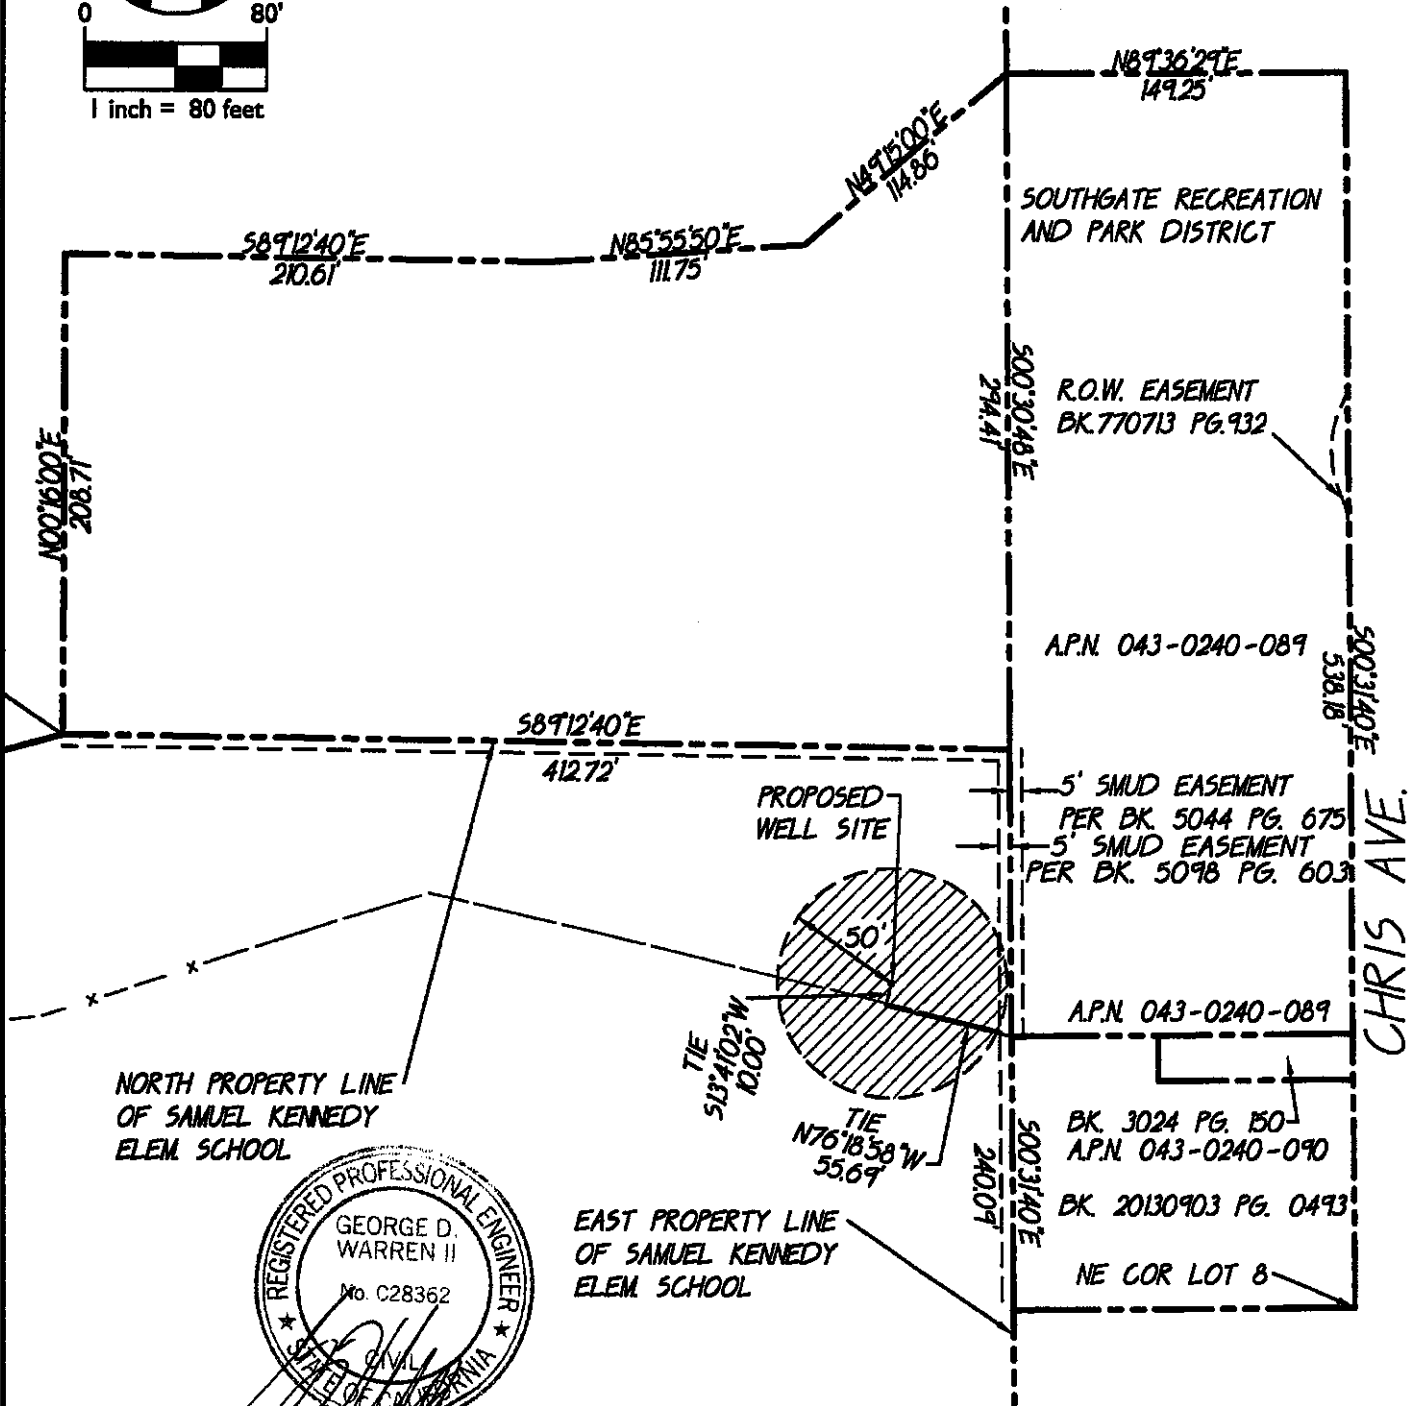 0 80'
1 inch = 80 feet
N89°36'29"E
149.25'
N49°15'00"E
114.86'
SOUTHGATE RECREATION
AND PARK DISTRICT
S89°12'40"E
210.61'
N85°55'50"E
111.75'
S00°30'48"E
294.41'
R.O.W. EASEMENT
BK.770713 PG.932
N00°16'00"E
208.71'
A.P.N. 043-0240-089
S00°31'40"E
538.18'
S89°12'40"E
412.72'
PROPOSED
WELL SITE
5' SMUD EASEMENT
PER BK. 5044 PG. 675
5' SMUD EASEMENT
PER BK. 5098 PG. 603
CHRIS AVE.
50'
x
x
TIE
S13°41'02"W
10.00'
A.P.N. 043-0240-089
NORTH PROPERTY LINE
OF SAMUEL KENNEDY
ELEM. SCHOOL
TIE
N76°18'58"W
55.69'
S00°31'40"E
240.09'
BK. 3024 PG. 150
A.P.N. 043-0240-090
BK. 20130903 PG. 0493
EAST PROPERTY LINE
OF SAMUEL KENNEDY
ELEM. SCHOOL
NE COR LOT 8
REGISTERED PROFESSIONAL ENGINEER
GEORGE D.
WARREN II
No. C28362
CIVIL
STATE OF CALIFORNIA